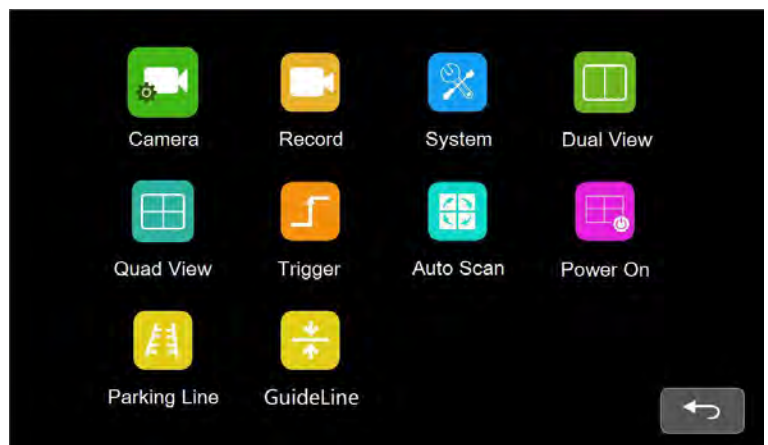 Camera
Record
System
Dual View
Quad View
Trigger
Auto Scan
Power On
Parking Line
GuideLine